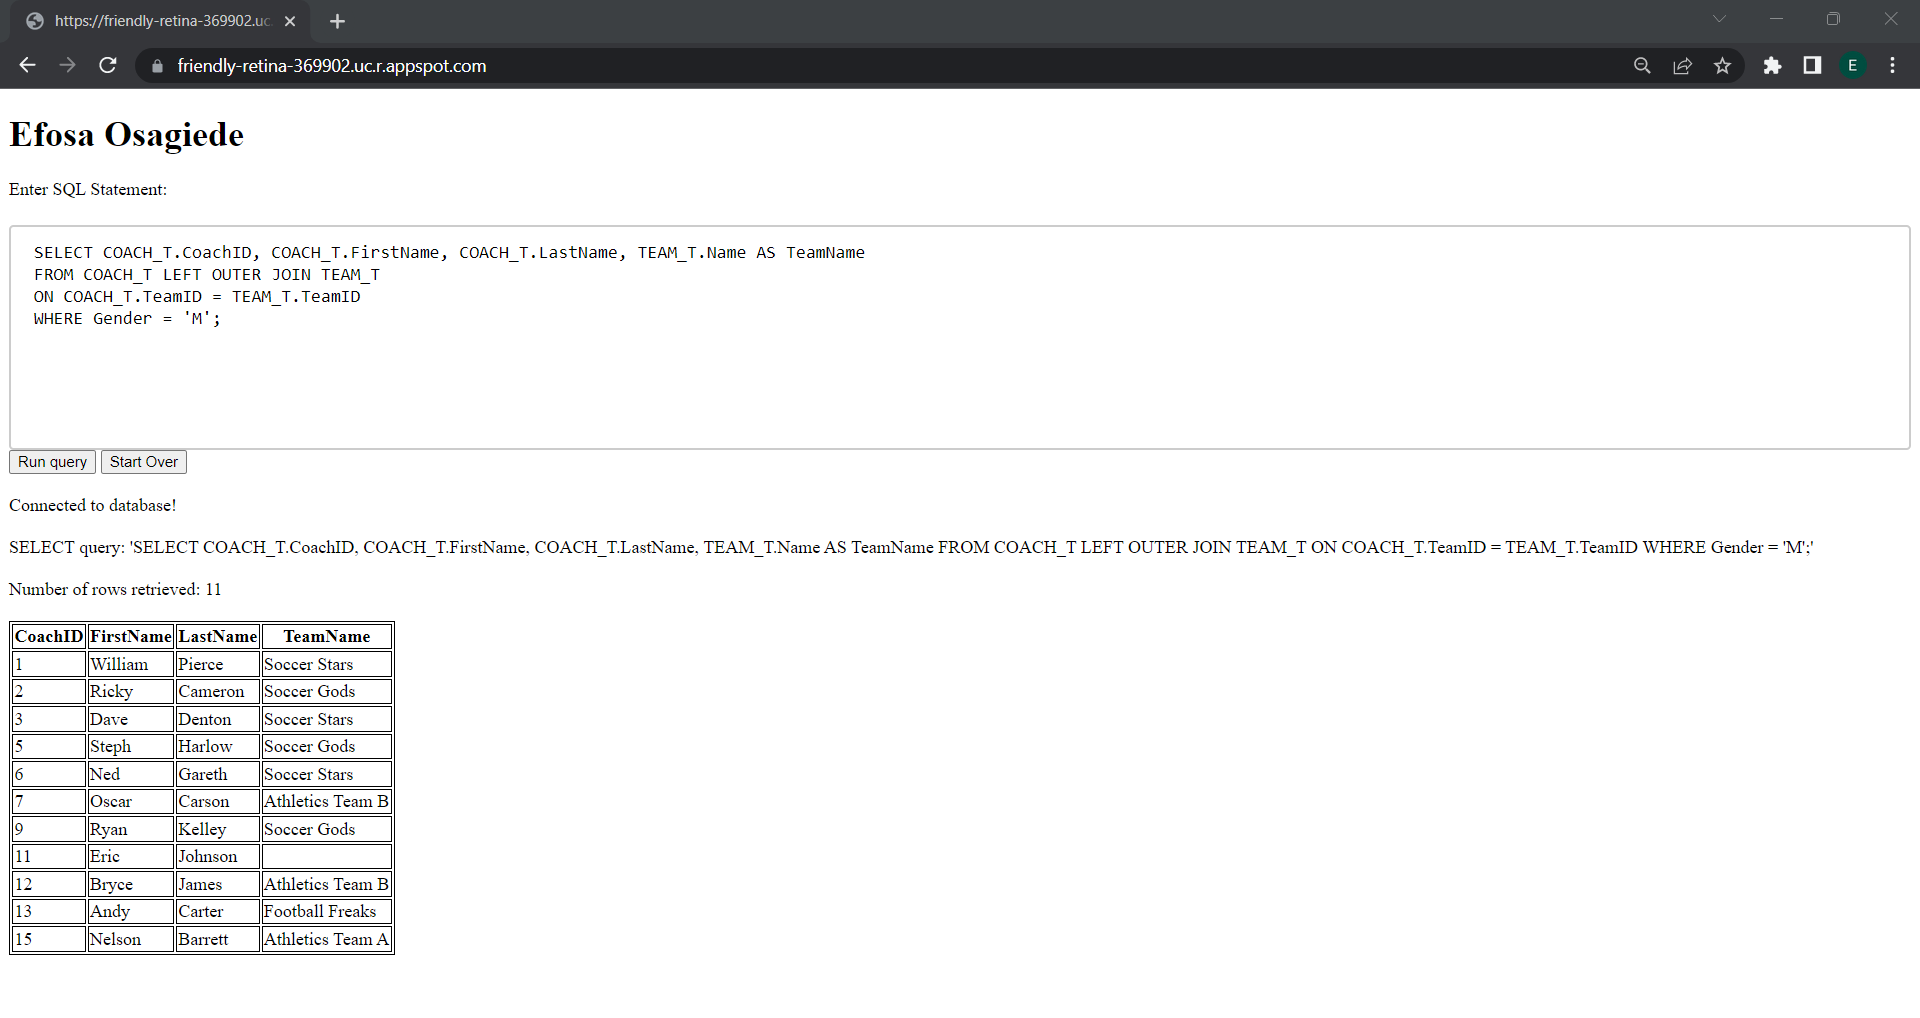 https://friendly-retina-369902.uc.
friendly-retina-369902.uc.r.appspot.com
E
Efosa Osagiede
Enter SQL Statement:
SELECT COACH_T.CoachID, COACH_T.FirstName, COACH_T.LastName, TEAM_T.Name AS TeamName
FROM COACH_T LEFT OUTER JOIN TEAM_T
ON COACH_T.TeamID = TEAM_T.TeamID
WHERE Gender = 'M';
Run query Start Over
Connected to database!
SELECT query: 'SELECT COACH_T.CoachID, COACH_T.FirstName, COACH_T.LastName, TEAM_T.Name AS TeamName FROM COACH_T LEFT OUTER JOIN TEAM_T ON COACH_T.TeamID = TEAM_T.TeamID WHERE Gender = 'M';'
Number of rows retrieved: 11
CoachID FirstName LastName TeamName
1 William Pierce Soccer Stars
2 Ricky Cameron Soccer Gods
3 Dave Denton Soccer Stars
5 Steph Harlow Soccer Gods
6 Ned Gareth Soccer Stars
7 Oscar Carson Athletics Team B
9 Ryan Kelley Soccer Gods
11 Eric Johnson
12 Bryce James Athletics Team B
13 Andy Carter Football Freaks
15 Nelson Barrett Athletics Team A